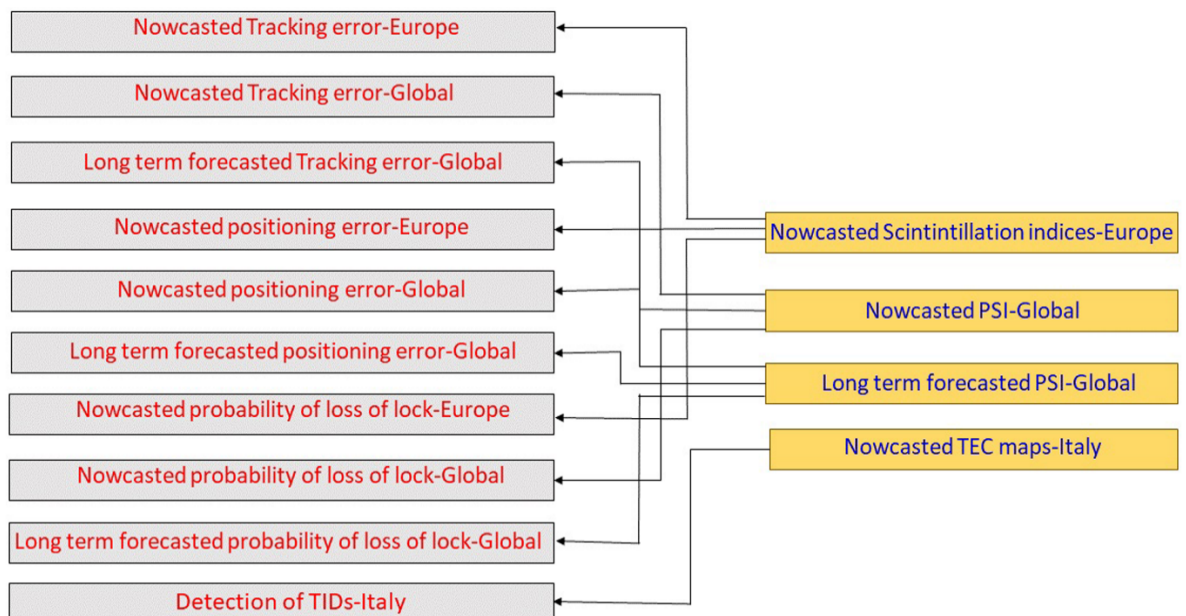 Nowcasted Tracking error-Europe
Nowcasted Tracking error-Global
Long term forecasted Tracking error-Global
Nowcasted positioning error-Europe
Nowcasted positioning error-Global
Long term forecasted positioning error-Global
Nowcasted probability of loss of lock-Europe
Nowcasted probability of loss of lock-Global
Long term forecasted probability of loss of lock-Global
Detection of TIDs-Italy
Nowcasted Scintintillation indices-Europe
Nowcasted PSI-Global
Long term forecasted PSI-Global
Nowcasted TEC maps-Italy